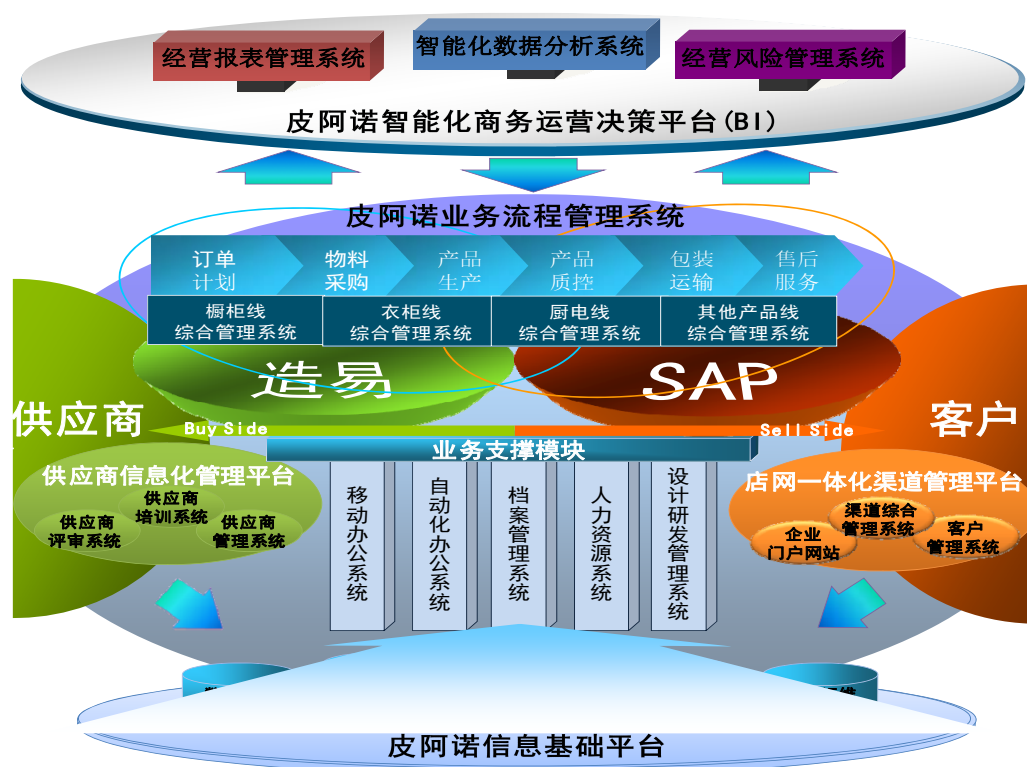 经营报表管理系统
智能化数据分析系统
经营风险管理系统
皮阿诺智能化商务运营决策平台(BI)
皮阿诺业务流程管理系统
订单
计划
物料
采购
产品
生产
产品
质控
包装
运输
售后
服务
橱柜线
综合管理系统
衣柜线
综合管理系统
厨电线
综合管理系统
其他产品线
综合管理系统
造易
SAP
供应商
客户
Buy Side
Sell Side
业务支撑模块
供应商信息化管理平台
供应商
培训系统
供应商
评审系统
供应商
管理系统
移动办公系统
自动化办公系统
档案管理系统
人力资源系统
设计研发管理系统
店网一体化渠道管理平台
渠道综合
管理系统
企业
门户网站
客户
管理系统
皮阿诺信息基础平台